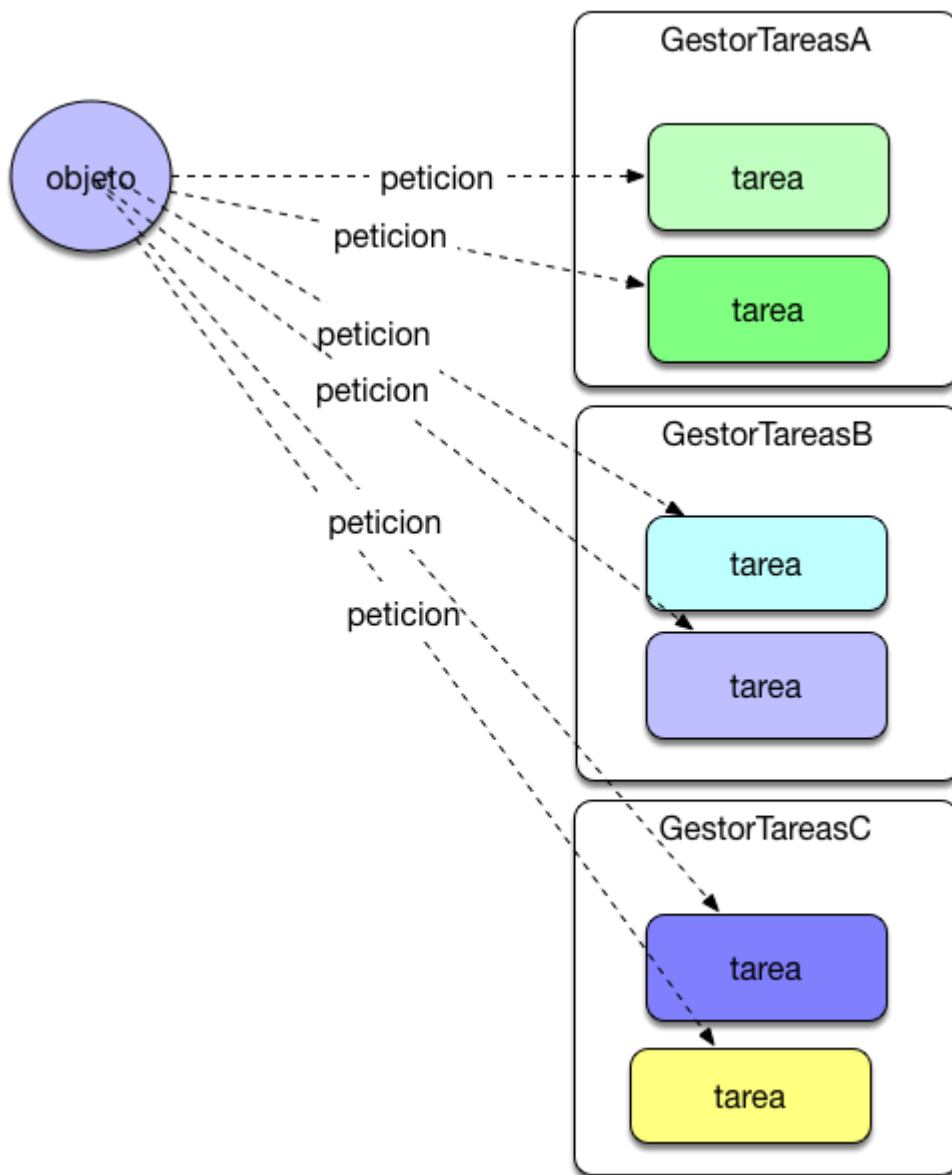 GestorTareasA
objeto
peticion
tarea
peticion
tarea
peticion
peticion
GestorTareasB
peticion
tarea
peticion
tarea
GestorTareasC
tarea
tarea